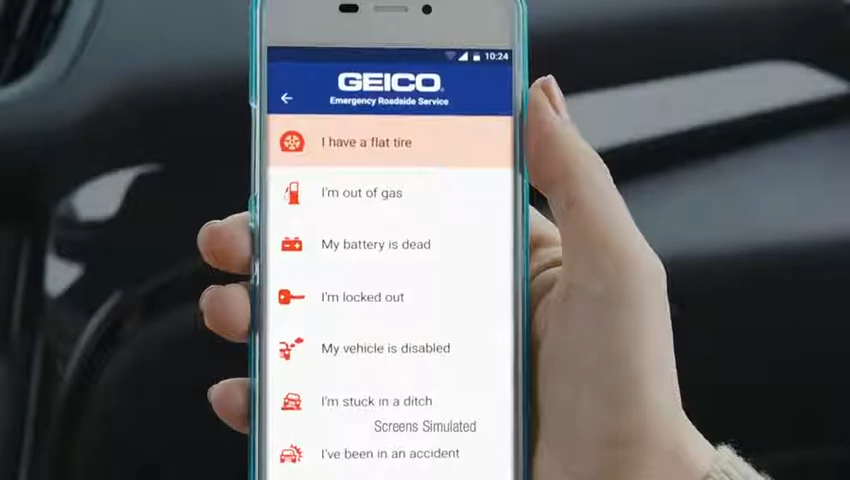 10:24
GEICO
Emergency Roadside Service
I have a flat tire
I'm out of gas
My battery is dead
I'm locked out
My vehicle is disabled
I'm stuck in a ditch
Screens Simulated
I've been in an accident